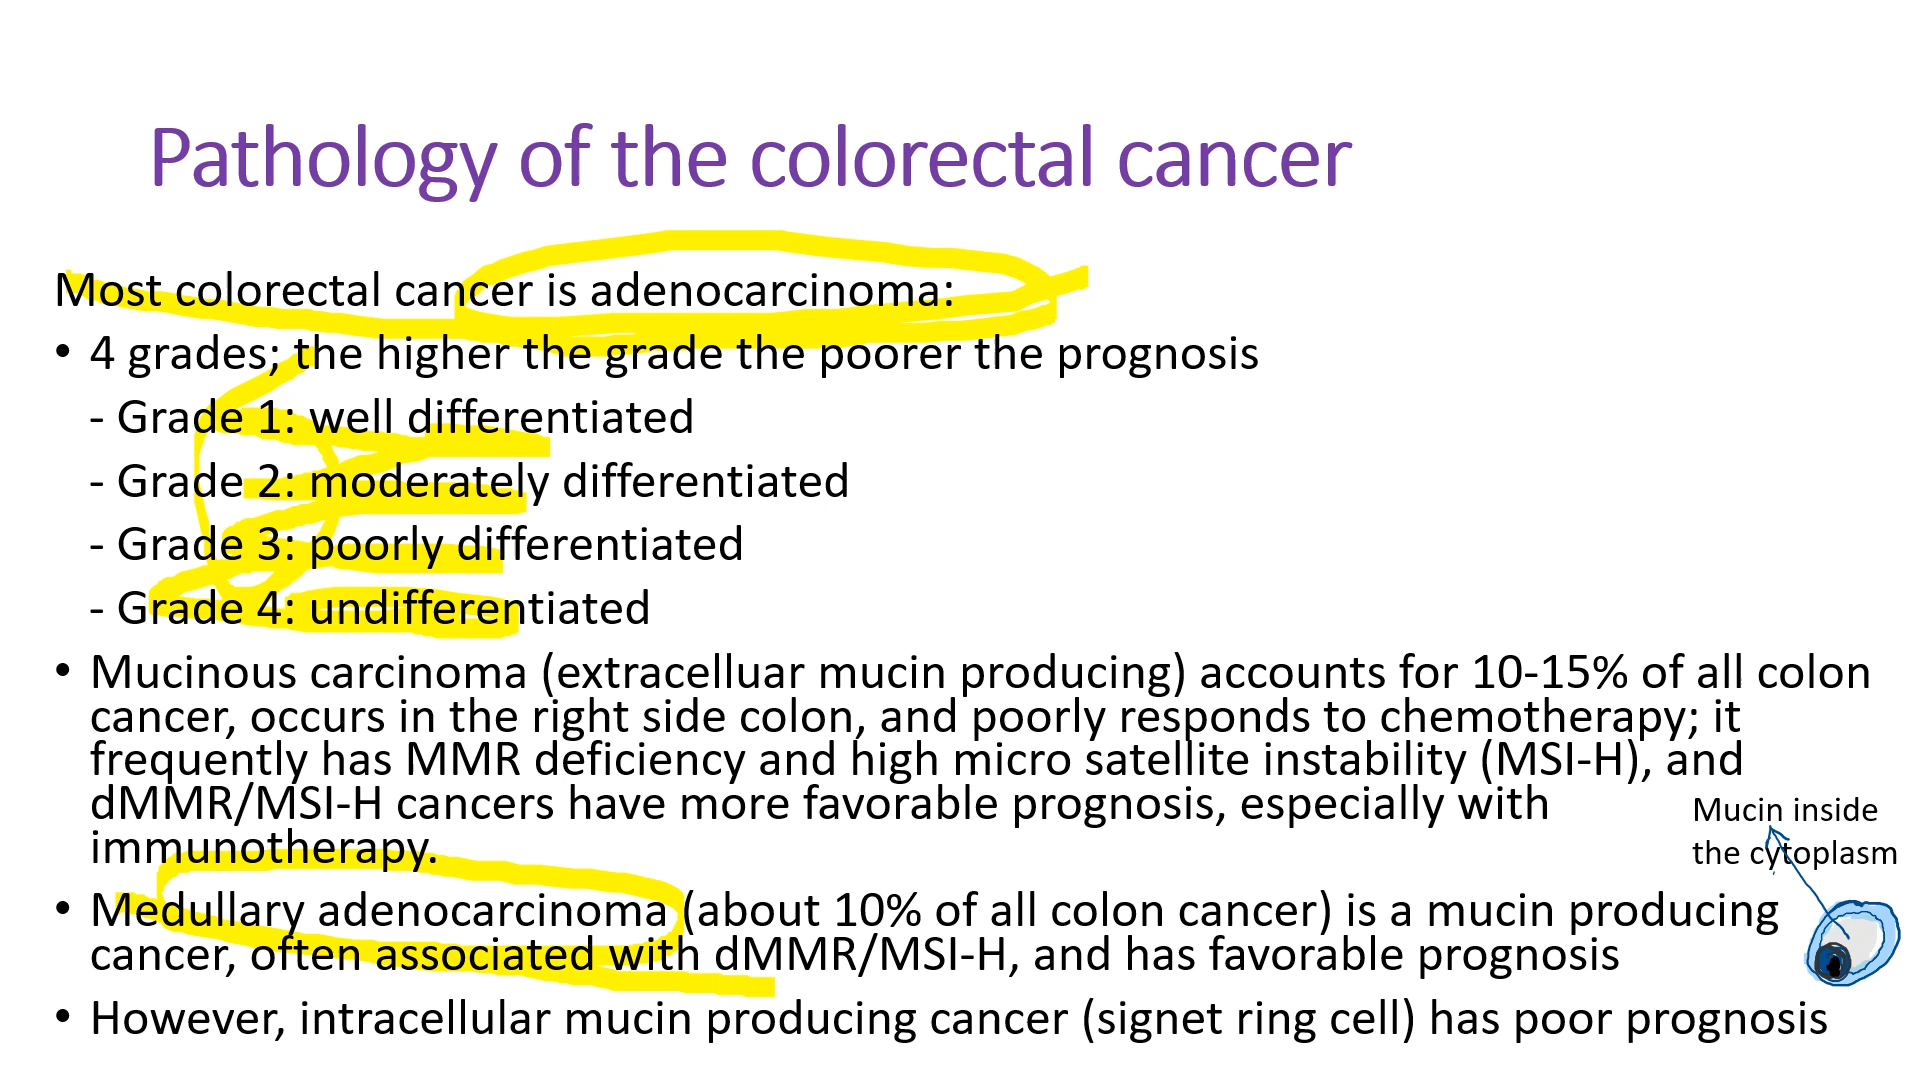 Pathology of the colorectal cancer
Most colorectal cancer is adenocarcinoma:
• 4 grades; the higher the grade the poorer the prognosis
- Grade 1: well differentiated
- Grade 2: moderately differentiated
- Grade 3: poorly differentiated
- Grade 4: undifferentiated
• Mucinous carcinoma (extracelluar mucin producing) accounts for 10-15% of all colon
cancer, occurs in the right side colon, and poorly responds to chemotherapy; it
frequently has MMR deficiency and high micro satellite instability (MSI-H), and
dMMR/MSI-H cancers have more favorable prognosis, especially with
immunotherapy.
Mucin inside
the cytoplasm
• Medullary adenocarcinoma (about 10% of all colon cancer) is a mucin producing
cancer, often associated with dMMR/MSI-H, and has favorable prognosis
• However, intracellular mucin producing cancer (signet ring cell) has poor prognosis